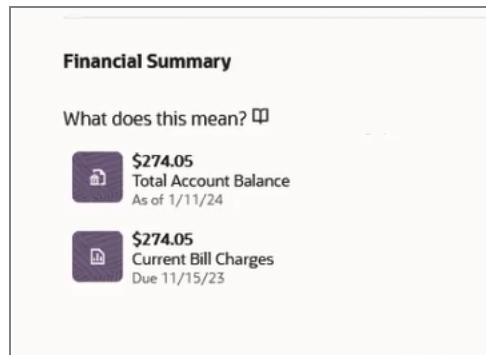 Financial Summary
What does this mean?
$274.05
Total Account Balance
As of 1/11/24
$274.05
Current Bill Charges
Due 11/15/23